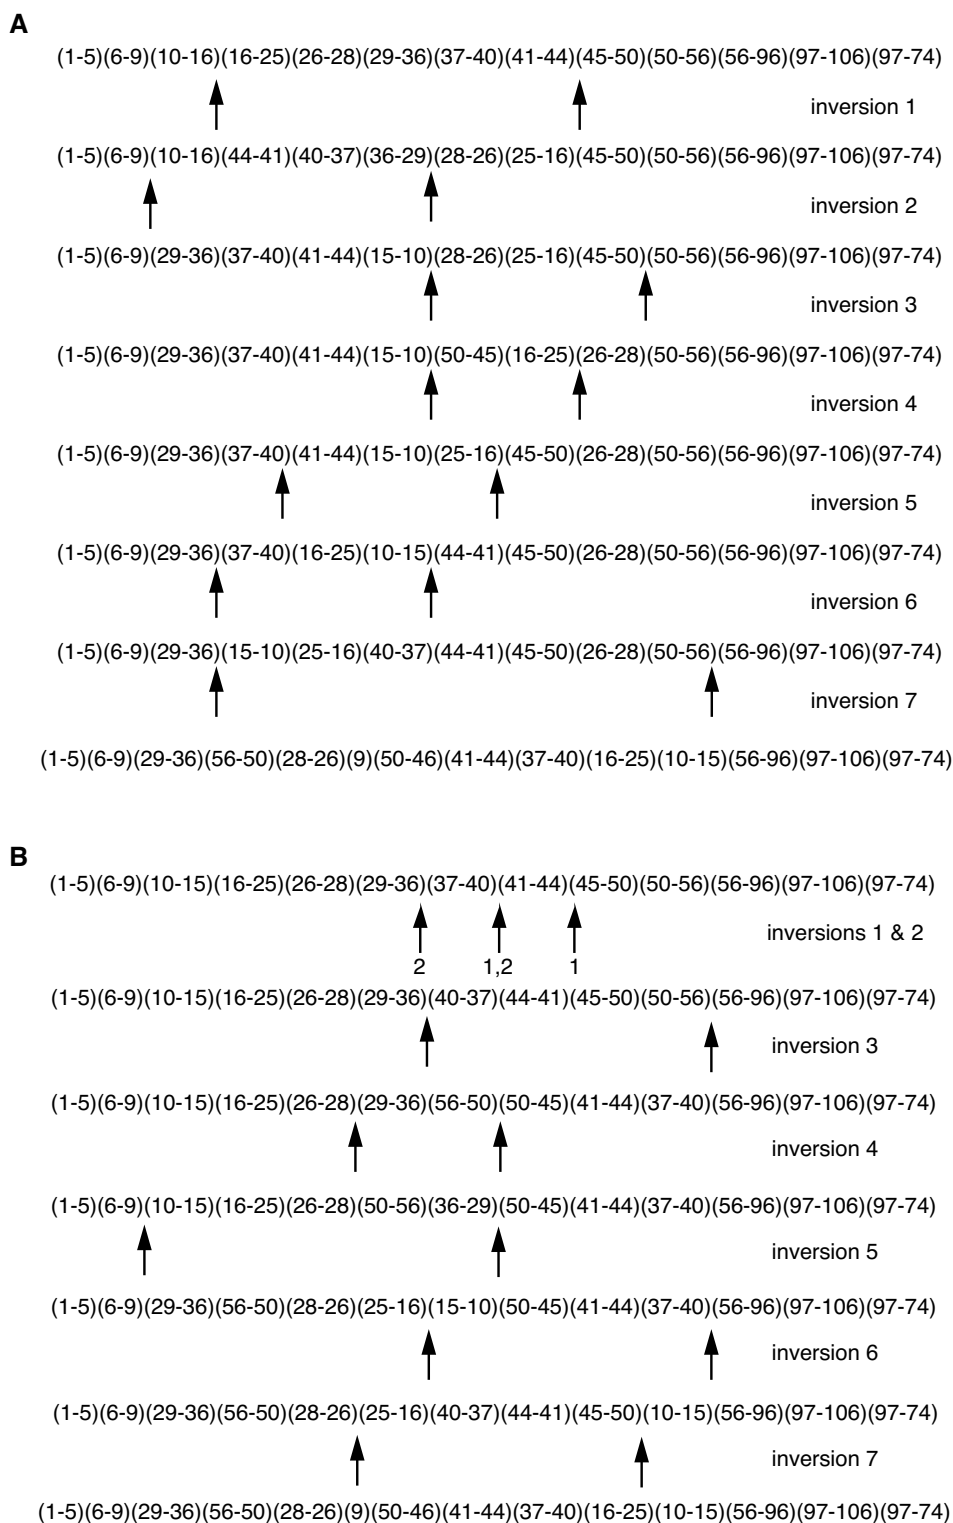 A
(1-5)(6-9)(10-16)(16-25)(26-28)(29-36)(37-40)(41-44)(45-50)(50-56)(56-96)(97-106)(97-74)
inversion 1
(1-5)(6-9)(10-16)(44-41)(40-37)(36-29)(28-26)(25-16)(45-50)(50-56)(56-96)(97-106)(97-74)
inversion 2
(1-5)(6-9)(29-36)(37-40)(41-44)(15-10)(28-26)(25-16)(45-50)(50-56)(56-96)(97-106)(97-74)
inversion 3
(1-5)(6-9)(29-36)(37-40)(41-44)(15-10)(50-45)(16-25)(26-28)(50-56)(56-96)(97-106)(97-74)
inversion 4
(1-5)(6-9)(29-36)(37-40)(41-44)(15-10)(25-16)(45-50)(26-28)(50-56)(56-96)(97-106)(97-74)
inversion 5
(1-5)(6-9)(29-36)(37-40)(16-25)(10-15)(44-41)(45-50)(26-28)(50-56)(56-96)(97-106)(97-74)
inversion 6
(1-5)(6-9)(29-36)(15-10)(25-16)(40-37)(44-41)(45-50)(26-28)(50-56)(56-96)(97-106)(97-74)
inversion 7
(1-5)(6-9)(29-36)(56-50)(28-26)(9)(50-46)(41-44)(37-40)(16-25)(10-15)(56-96)(97-106)(97-74)
B
(1-5)(6-9)(10-15)(16-25)(26-28)(29-36)(37-40)(41-44)(45-50)(50-56)(56-96)(97-106)(97-74)
inversions 1 & 2
2 1,2 1
(1-5)(6-9)(10-15)(16-25)(26-28)(29-36)(40-37)(44-41)(45-50)(50-56)(56-96)(97-106)(97-74)
inversion 3
(1-5)(6-9)(10-15)(16-25)(26-28)(29-36)(56-50)(50-45)(41-44)(37-40)(56-96)(97-106)(97-74)
inversion 4
(1-5)(6-9)(10-15)(16-25)(26-28)(50-56)(36-29)(50-45)(41-44)(37-40)(56-96)(97-106)(97-74)
inversion 5
(1-5)(6-9)(29-36)(56-50)(28-26)(25-16)(15-10)(50-45)(41-44)(37-40)(56-96)(97-106)(97-74)
inversion 6
(1-5)(6-9)(29-36)(56-50)(28-26)(25-16)(40-37)(44-41)(45-50)(10-15)(56-96)(97-106)(97-74)
inversion 7
(1-5)(6-9)(29-36)(56-50)(28-26)(9)(50-46)(41-44)(37-40)(16-25)(10-15)(56-96)(97-106)(97-74)